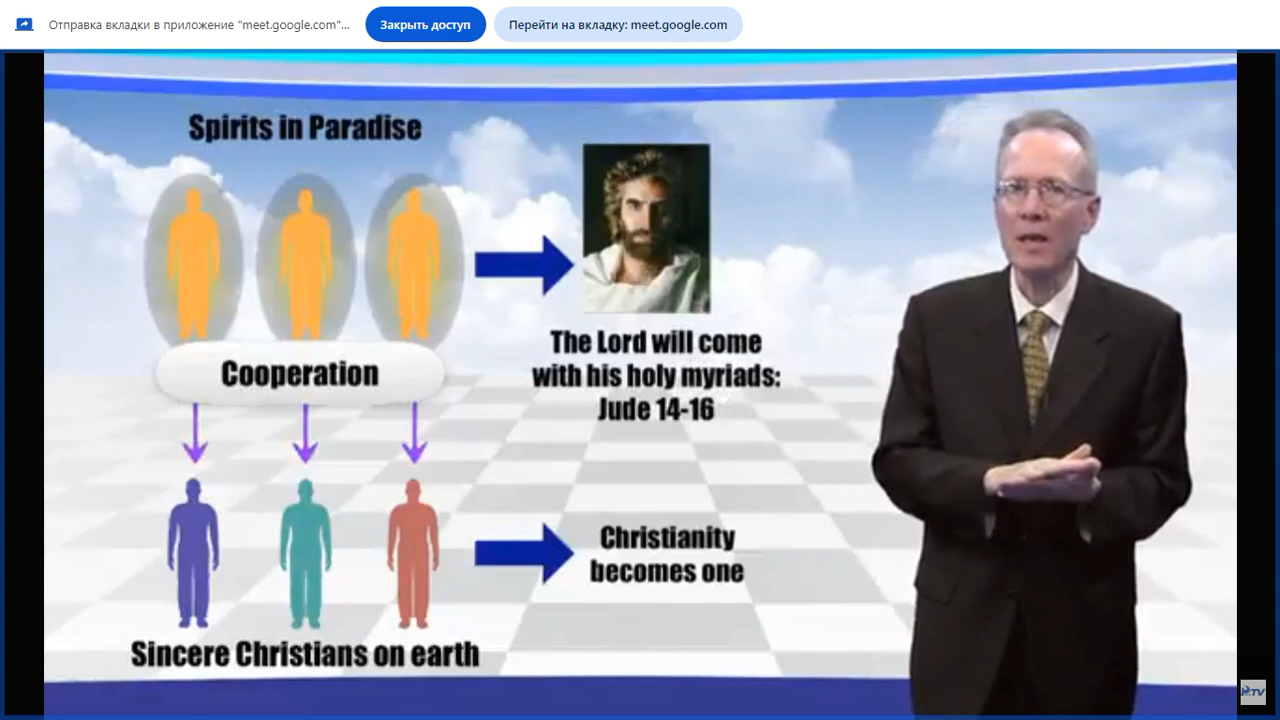 Отправка вкладки в приложение "meet.google.com"...
Закрыть доступ
Перейти на вкладку: meet.google.com
Spirits in Paradise
Cooperation
The Lord will come
with his holy myriads:
Jude 14-16
Christianity
becomes one
Sincere Christians on earth